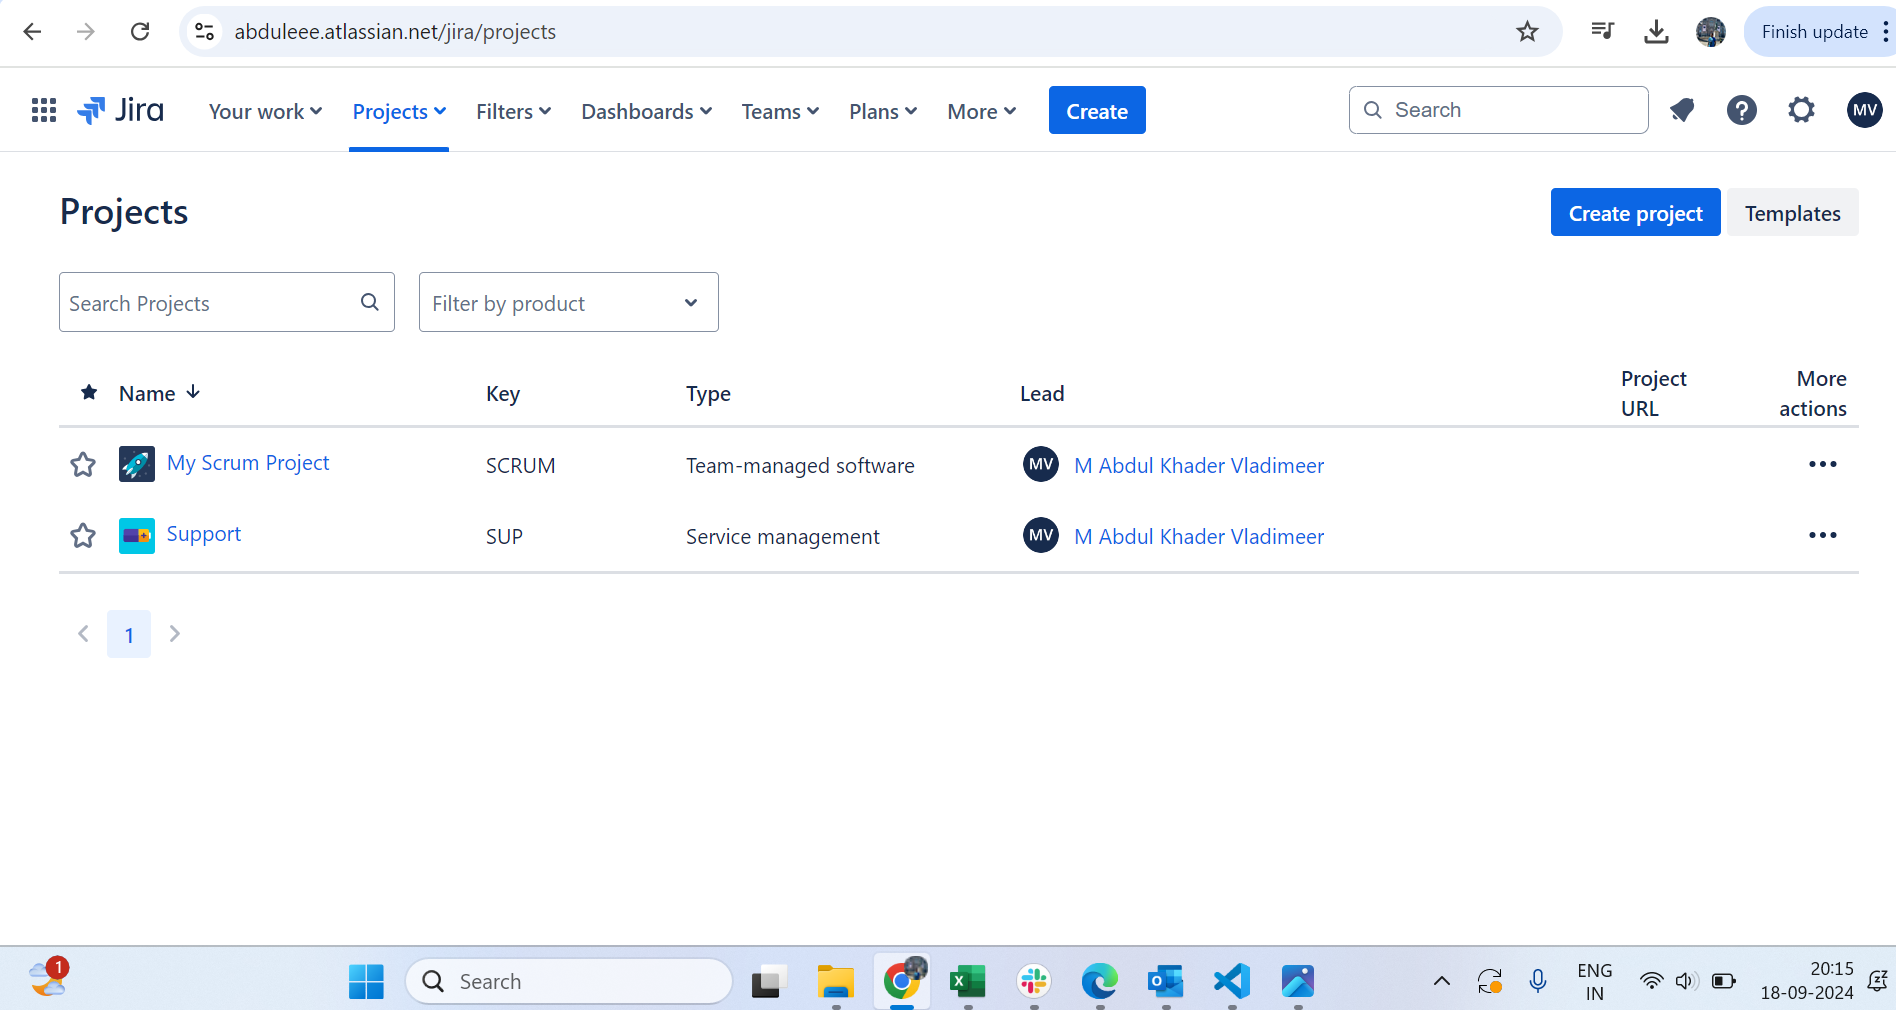 abduleee.atlassian.net/jira/projects
Finish update
Jira
Your work
Projects
Filters
Dashboards
Teams
Plans
More
Create
Search
MV
Projects
Create project
Templates
Search Projects
Filter by product
Name
Key
Type
Lead
Project URL
More actions
My Scrum Project
SCRUM
Team-managed software
MV
M Abdul Khader Vladimeer
Support
SUP
Service management
MV
M Abdul Khader Vladimeer
1
1
Search
ENG
IN
20:15
18-09-2024